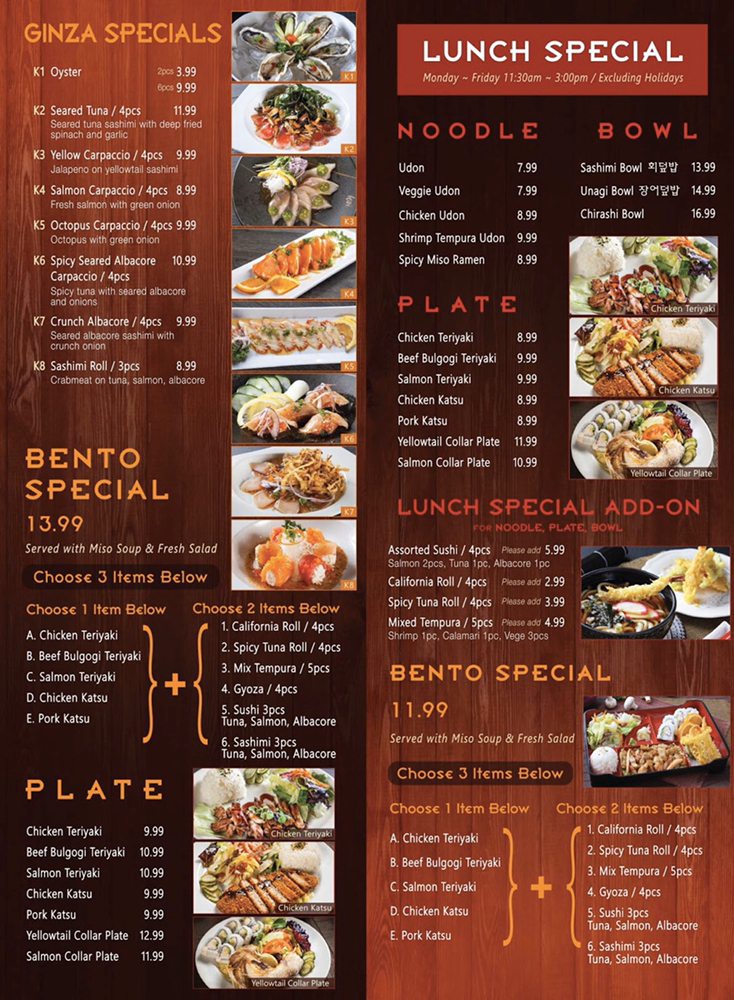 GINZA SPECIALS
K1 Oyster 2pcs 3.99
6pcs 9.99
K2 Seared Tuna / 4pcs 11.99
Seared tuna sashimi with deep fried
spinach and garlic
K3 Yellow Carpaccio / 4pcs 9.99
Jalapeno on yellowtail sashimi
K4 Salmon Carpaccio / 4pcs 8.99
Fresh salmon with green onion
K5 Octopus Carpaccio / 4pcs 9.99
Octopus with green onion
K6 Spicy Seared Albacore 10.99
Carpaccio / 4pcs
Spicy tuna with seared albacore
and onions
K7 Crunch Albacore / 4pcs 9.99
Seared albacore sashimi with
crunch onion
K8 Sashimi Roll / 3pcs 8.99
Crabmeat on tuna, salmon, albacore
K1
K2
K3
K4
K5
K6
K7
K8
BENTO
SPECIAL
13.99
Served with Miso Soup & Fresh Salad
Choose 3 Items Below
Choose 1 Item Below
A. Chicken Teriyaki
B. Beef Bulgogi Teriyaki
C. Salmon Teriyaki
D. Chicken Katsu
E. Pork Katsu
+
Choose 2 Items Below
1. California Roll / 4pcs
2. Spicy Tuna Roll / 4pcs
3. Mix Tempura / 5pcs
4. Gyoza / 4pcs
5. Sushi 3pcs
Tuna, Salmon, Albacore
6. Sashimi 3pcs
Tuna, Salmon, Albacore
PLATE
Chicken Teriyaki 9.99
Beef Bulgogi Teriyaki 10.99
Salmon Teriyaki 10.99
Chicken Katsu 9.99
Pork Katsu 9.99
Yellowtail Collar Plate 12.99
Salmon Collar Plate 11.99
Chicken Teriyaki
Chicken Katsu
Yellowtail Collar Plate
LUNCH SPECIAL
Monday ~ Friday 11:30am ~ 3:00pm / Excluding Holidays
NOODLE
Udon 7.99
Veggie Udon 7.99
Chicken Udon 8.99
Shrimp Tempura Udon 9.99
Spicy Miso Ramen 8.99
BOWL
Sashimi Bowl 회덮밥 13.99
Unagi Bowl 장어덮밥 14.99
Chirashi Bowl 16.99
PLATE
Chicken Teriyaki 8.99
Beef Bulgogi Teriyaki 9.99
Salmon Teriyaki 9.99
Chicken Katsu 8.99
Pork Katsu 8.99
Yellowtail Collar Plate 11.99
Salmon Collar Plate 10.99
Chicken Teriyaki
Chicken Katsu
Yellowtail Collar Plate
LUNCH SPECIAL ADD-ON
FOR NOODLE, PLATE, BOWL
Assorted Sushi / 4pcs Please add 5.99
Salmon 2pcs, Tuna 1pc, Albacore 1pc
California Roll / 4pcs Please add 2.99
Spicy Tuna Roll / 4pcs Please add 3.99
Mixed Tempura / 5pcs Please add 4.99
Shrimp 1pc, Calamari 1pc, Vege 3pcs
BENTO SPECIAL
11.99
Served with Miso Soup & Fresh Salad
Choose 3 Items Below
Choose 1 Item Below
A. Chicken Teriyaki
B. Beef Bulgogi Teriyaki
C. Salmon Teriyaki
D. Chicken Katsu
E. Pork Katsu
+
Choose 2 Items Below
1. California Roll / 4pcs
2. Spicy Tuna Roll / 4pcs
3. Mix Tempura / 5pcs
4. Gyoza / 4pcs
5. Sushi 3pcs
Tuna, Salmon, Albacore
6. Sashimi 3pcs
Tuna, Salmon, Albacore